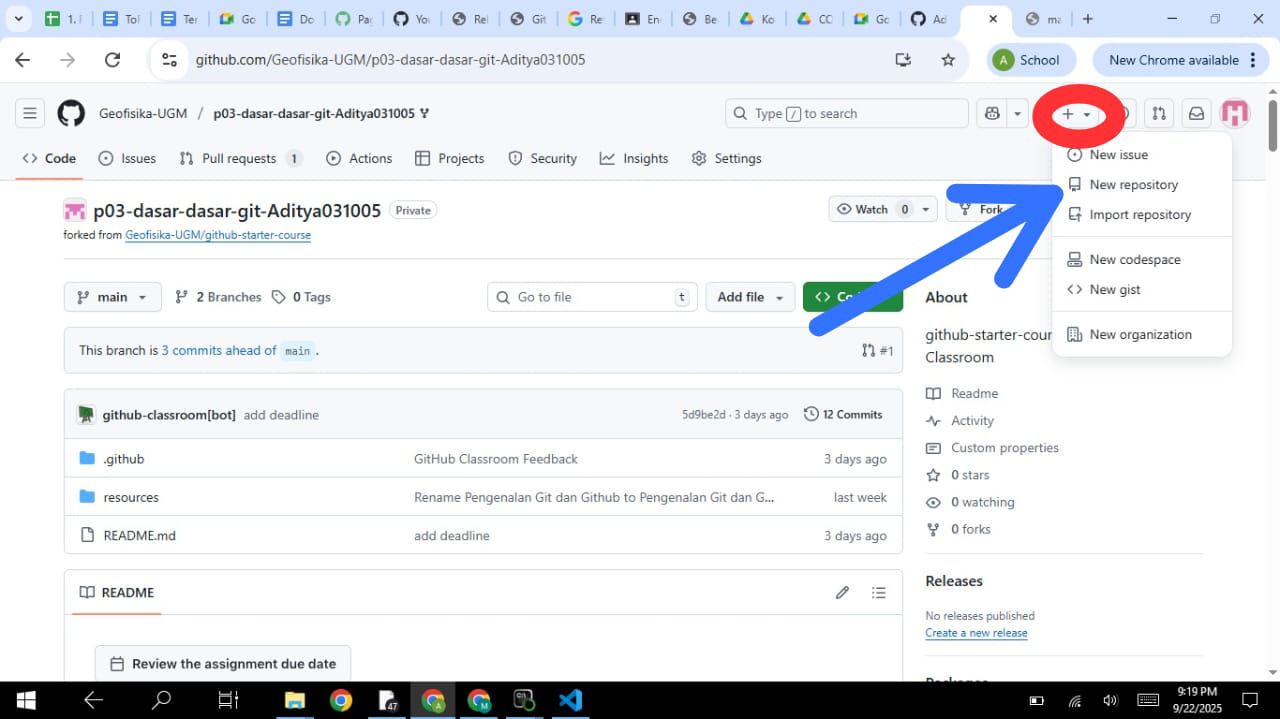 1. I
Tol
Ter
Go
Do
Pag
You
Rel
Git
Re
Enc
Be
Ko
CO
Go
Ad
ma
github.com/Geofisika-UGM/p03-dasar-dasar-git-Aditya031005
A School
New Chrome available
Geofisika-UGM / p03-dasar-dasar-git-Aditya031005
Type / to search
Code
Issues
Pull requests 1
Actions
Projects
Security
Insights
Settings
New issue
New repository
Import repository
New codespace
New gist
New organization
p03-dasar-dasar-git-Aditya031005 Private
Watch 0
Fork
forked from Geofisika-UGM/github-starter-course
main
2 Branches
0 Tags
Go to file t
Add file
About
github-starter-cour
Classroom
This branch is 3 commits ahead of main .
#1
Readme
Activity
Custom properties
0 stars
0 watching
0 forks
github-classroom[bot] add deadline 5d9be2d · 3 days ago 12 Commits
.github GitHub Classroom Feedback 3 days ago
resources Rename Pengenalan Git dan Github to Pengenalan Git dan G... last week
README.md add deadline 3 days ago
README
Review the assignment due date
Releases
No releases published
Create a new release
9:19 PM
9/22/2025